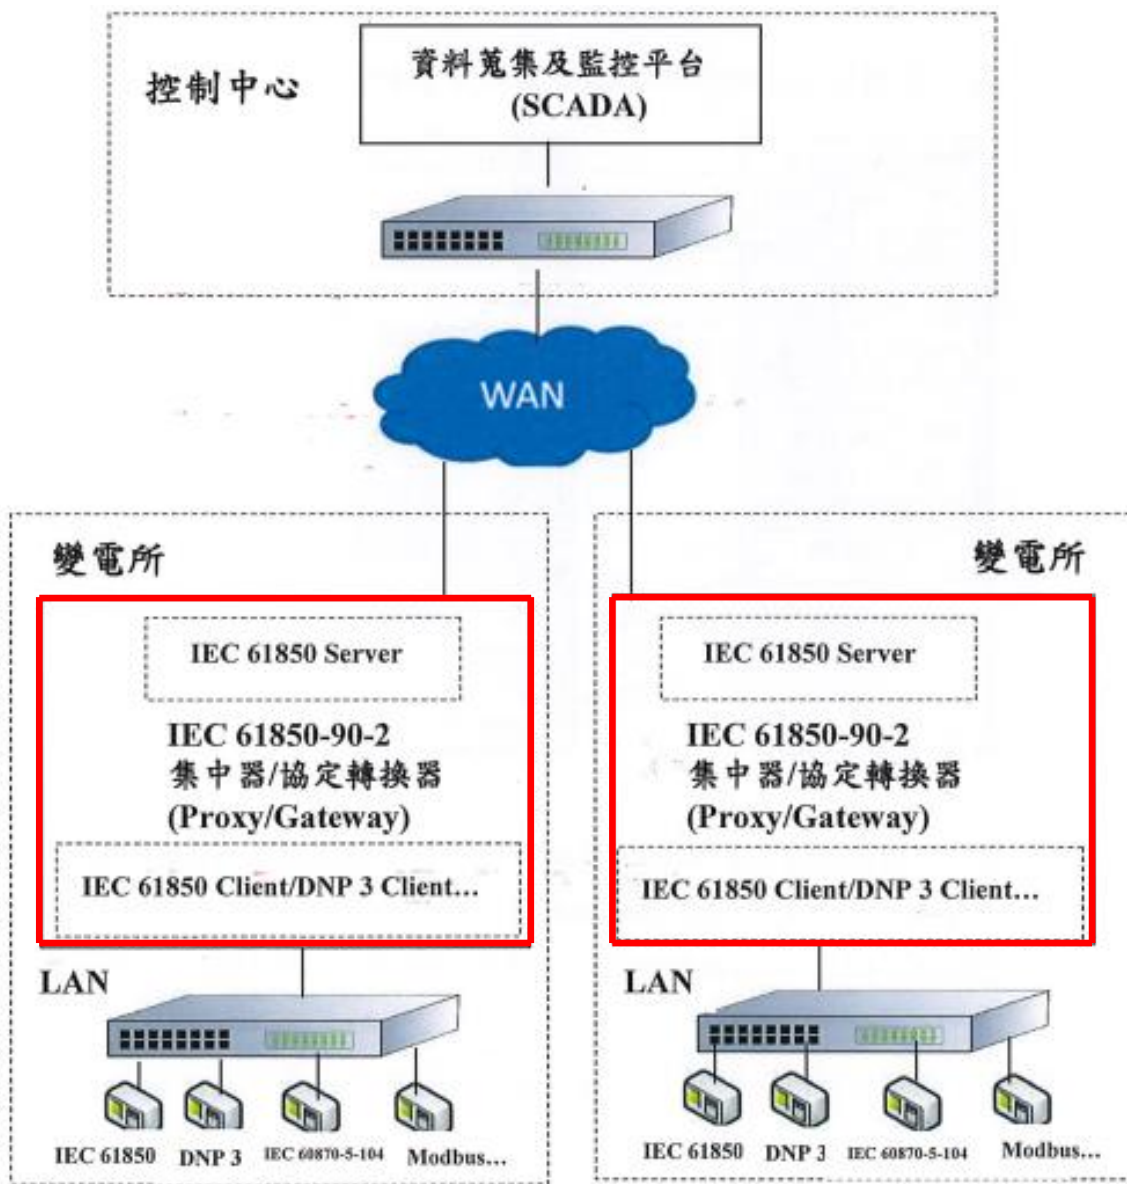 控制中心
資料蒐集及監控平台
(SCADA)
WAN
變電所
IEC 61850 Server
IEC 61850-90-2
集中器/協定轉換器
(Proxy/Gateway)
IEC 61850 Client/DNP 3 Client…
LAN
IEC 61850
DNP 3
IEC 60870-5-104
Modbus…
變電所
IEC 61850 Server
IEC 61850-90-2
集中器/協定轉換器
(Proxy/Gateway)
IEC 61850 Client/DNP 3 Client…
LAN
IEC 61850
DNP 3
IEC 60870-5-104
Modbus…